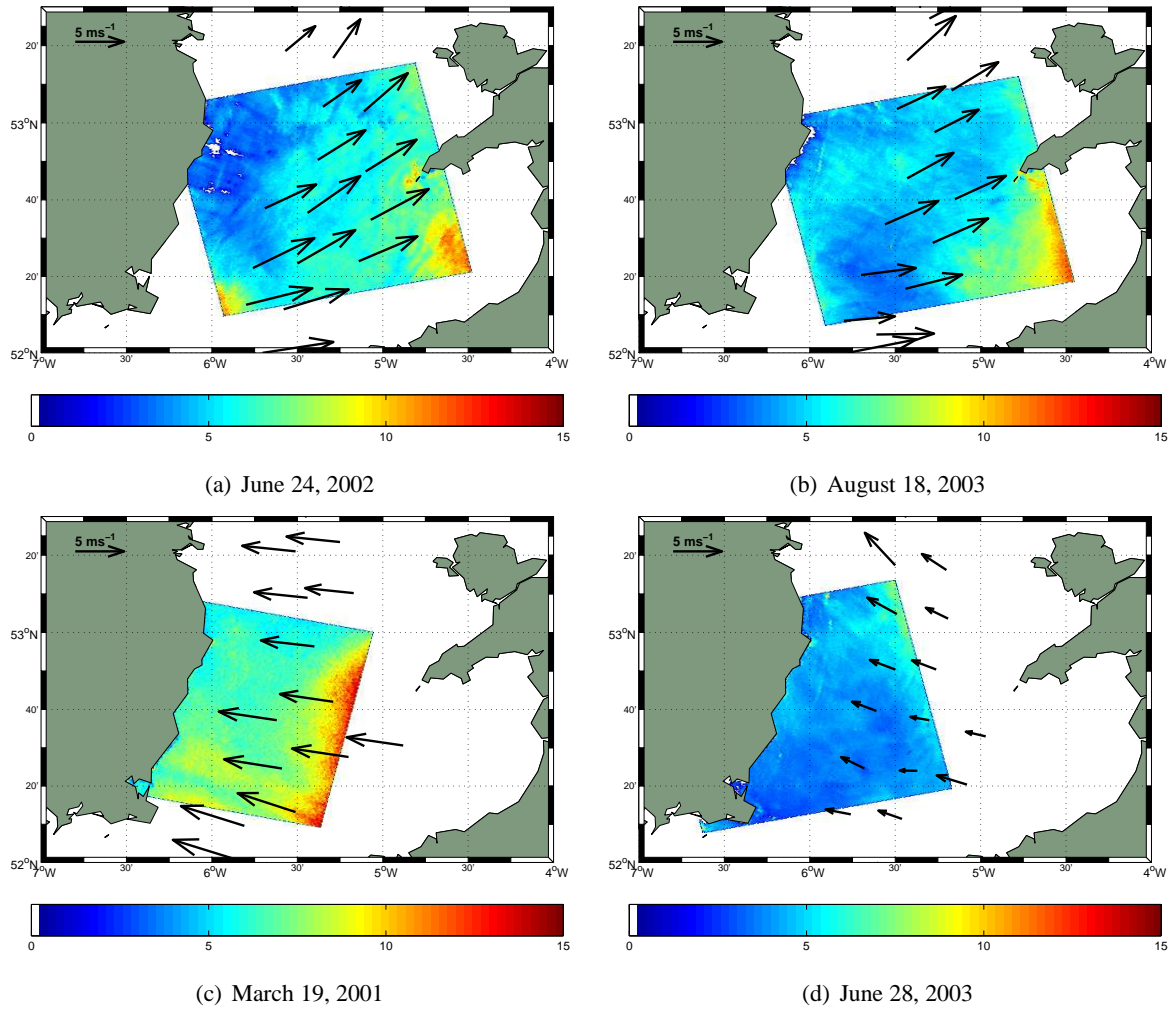 5 ms⁻¹
20'
53°N
40'
20'
52°N
7°W 30' 6°W 30' 5°W 30' 4°W
0 5 10 15
(a) June 24, 2002
5 ms⁻¹
20'
53°N
40'
20'
52°N
7°W 30' 6°W 30' 5°W 30' 4°W
0 5 10 15
(b) August 18, 2003
5 ms⁻¹
20'
53°N
40'
20'
52°N
7°W 30' 6°W 30' 5°W 30' 4°W
0 5 10 15
(c) March 19, 2001
5 ms⁻¹
20'
53°N
40'
20'
52°N
7°W 30' 6°W 30' 5°W 30' 4°W
0 5 10 15
(d) June 28, 2003